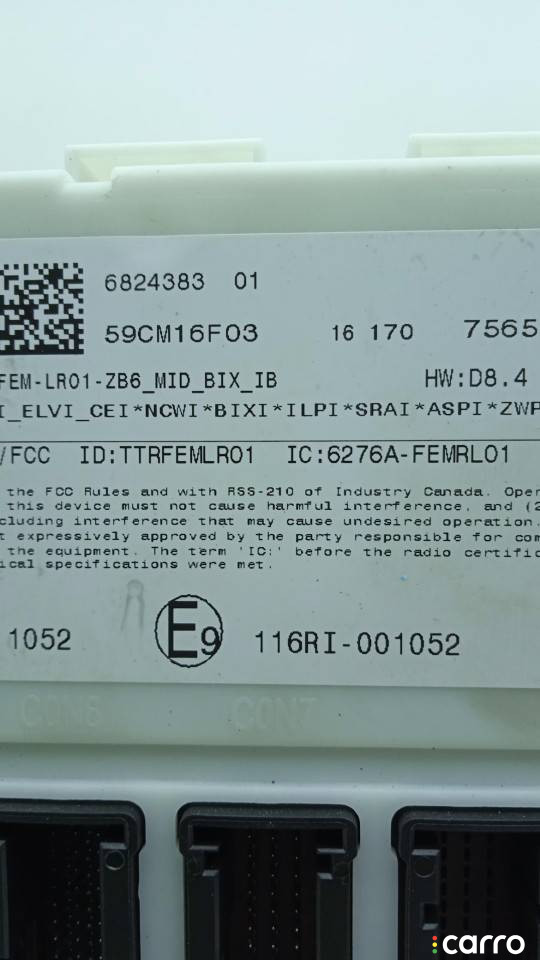 6824383 01
59CM16F03 16 170 7565
FEM-LR01-ZB6_MID_BIX_IB HW:D8.4
I_ELVI_CEI*NCWI*BIXI*ILPI*SRAI*ASPI*ZWP
/FCC ID:TTRFEMLR01 IC:6276A-FEMRL01
the FCC Rules and with RSS-210 of Industry Canada. Oper
this device must not cause harmful interference, and (2
cluding interference that may cause undesired operation.
t expressively approved by the party responsible for com
the equipment. The term 'IC:' before the radio certific
ical specifications were met.
1052 E9 116RI-001052
CON6 CON7
carro